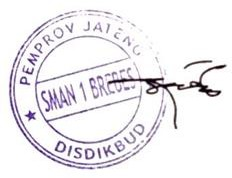 PEMPROV JATENG
SMAN 1 BREBES
DISDIKBUD